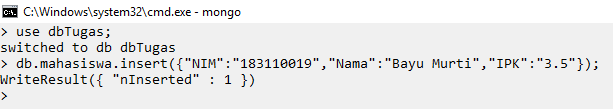 C:\Windows\system32\cmd.exe - mongo
> use dbTugas;
switched to db dbTugas
> db.mahasiswa.insert({"NIM":"183110019","Nama":"Bayu Murti","IPK":"3.5"});
WriteResult({ "nInserted" : 1 })
>